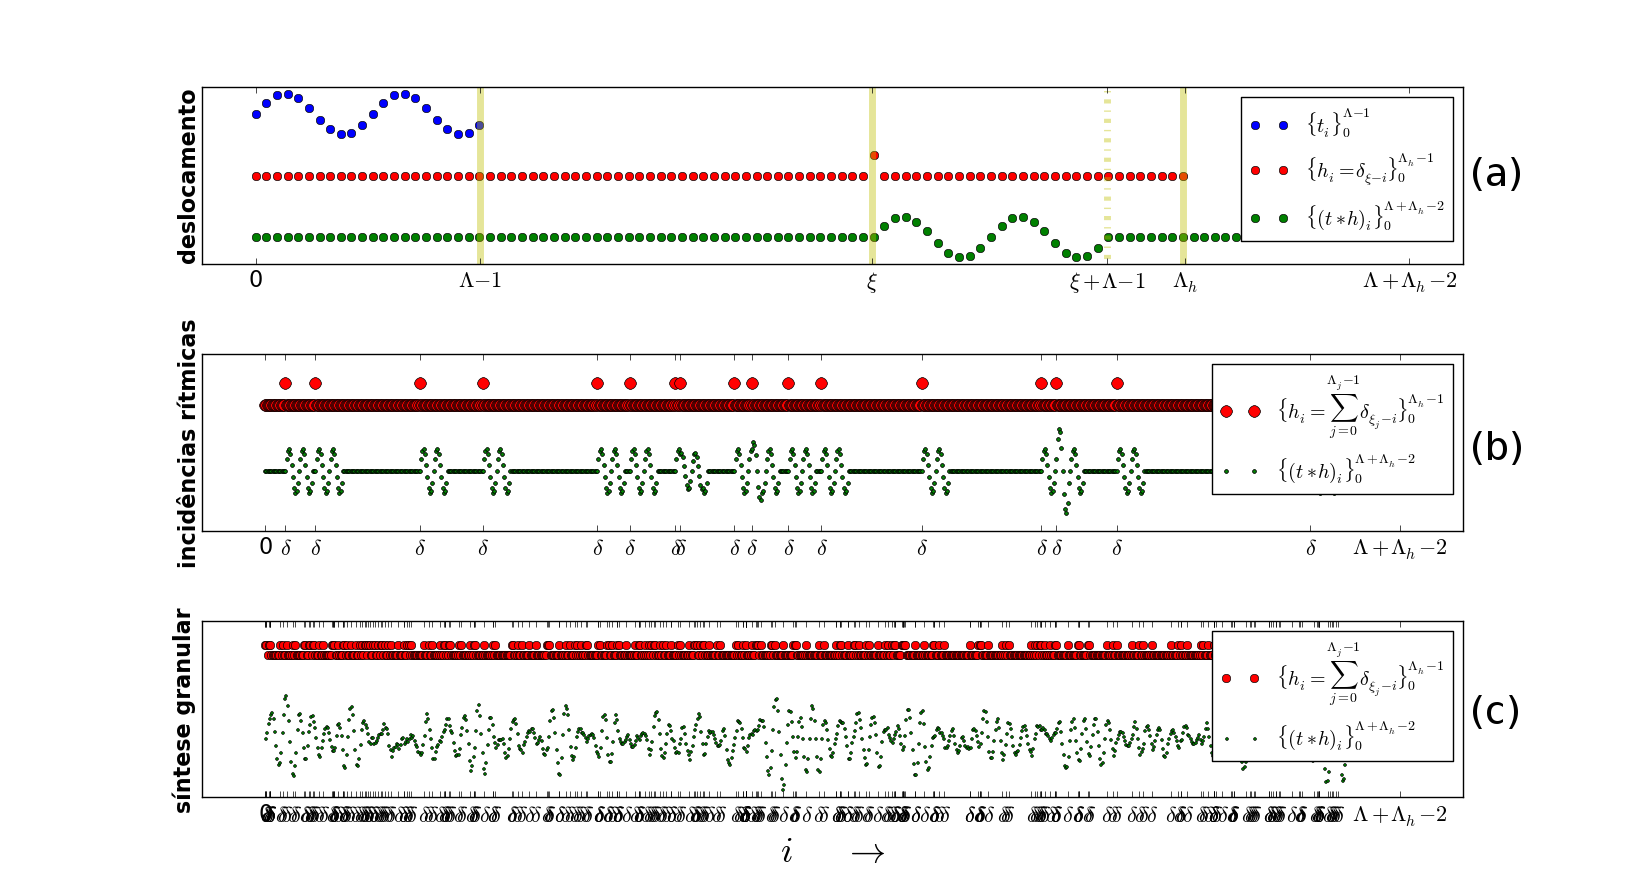 deslocamento
{t_i}_0^{Λ−1}
{h_i = δ_{ξ−i}}_0^{Λ_h−1}
{(t∗h)_i}_0^{Λ+Λ_h−2}
(a)
0 Λ−1 ξ ξ+Λ−1 Λ_h Λ+Λ_h−2
incidências rítmicas
{h_i = ∑_{j=0}^{Λ_j−1} δ_{ξ_j−i}}_0^{Λ_h−1}
{(t∗h)_i}_0^{Λ+Λ_h−2}
(b)
0 δ δ δ δ δ δ δ δ δ δ δ δ δ δ δ δ δ Λ+Λ_h−2
síntese granular
{h_i = ∑_{j=0}^{Λ_j−1} δ_{ξ_j−i}}_0^{Λ_h−1}
{(t∗h)_i}_0^{Λ+Λ_h−2}
(c)
0 Λ+Λ_h−2
i →